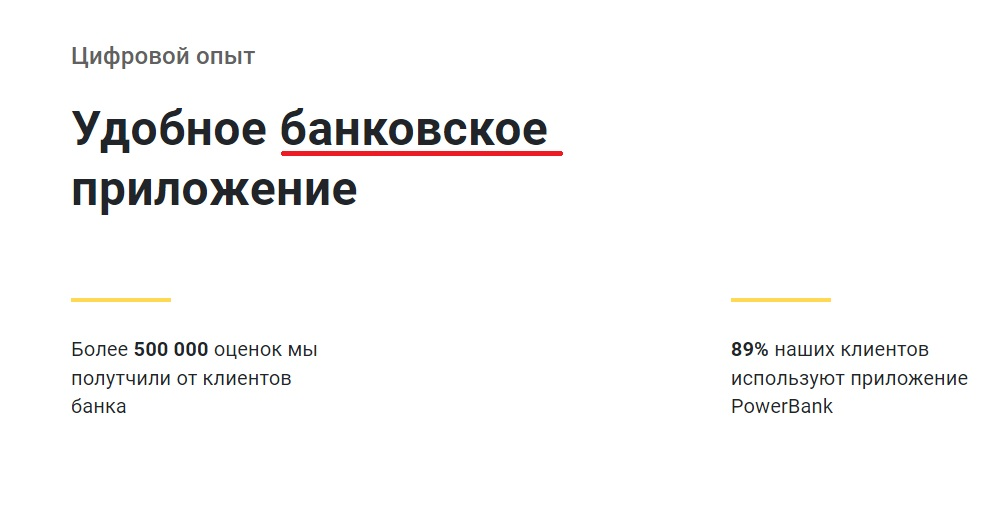 Цифровой опыт
Удобное банковское
приложение
Более 500 000 оценок мы
полутчили от клиентов
банка
89% наших клиентов
используют приложение
PowerBank